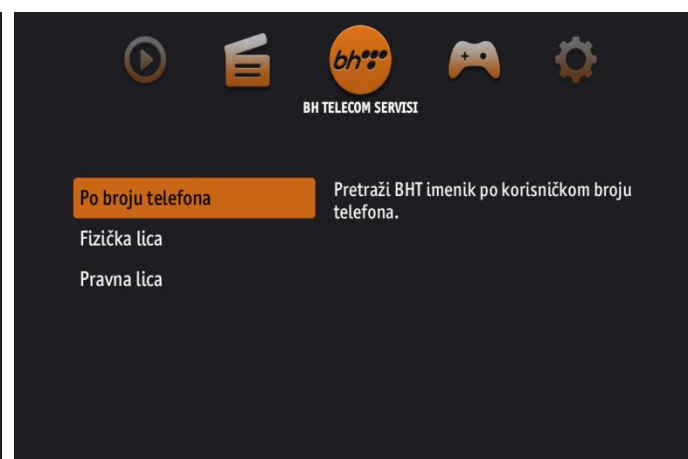 bh
BH TELECOM SERVISI
Po broju telefona
Pretraži BHT imenik po korisničkom broju
telefona.
Fizička lica
Pravna lica